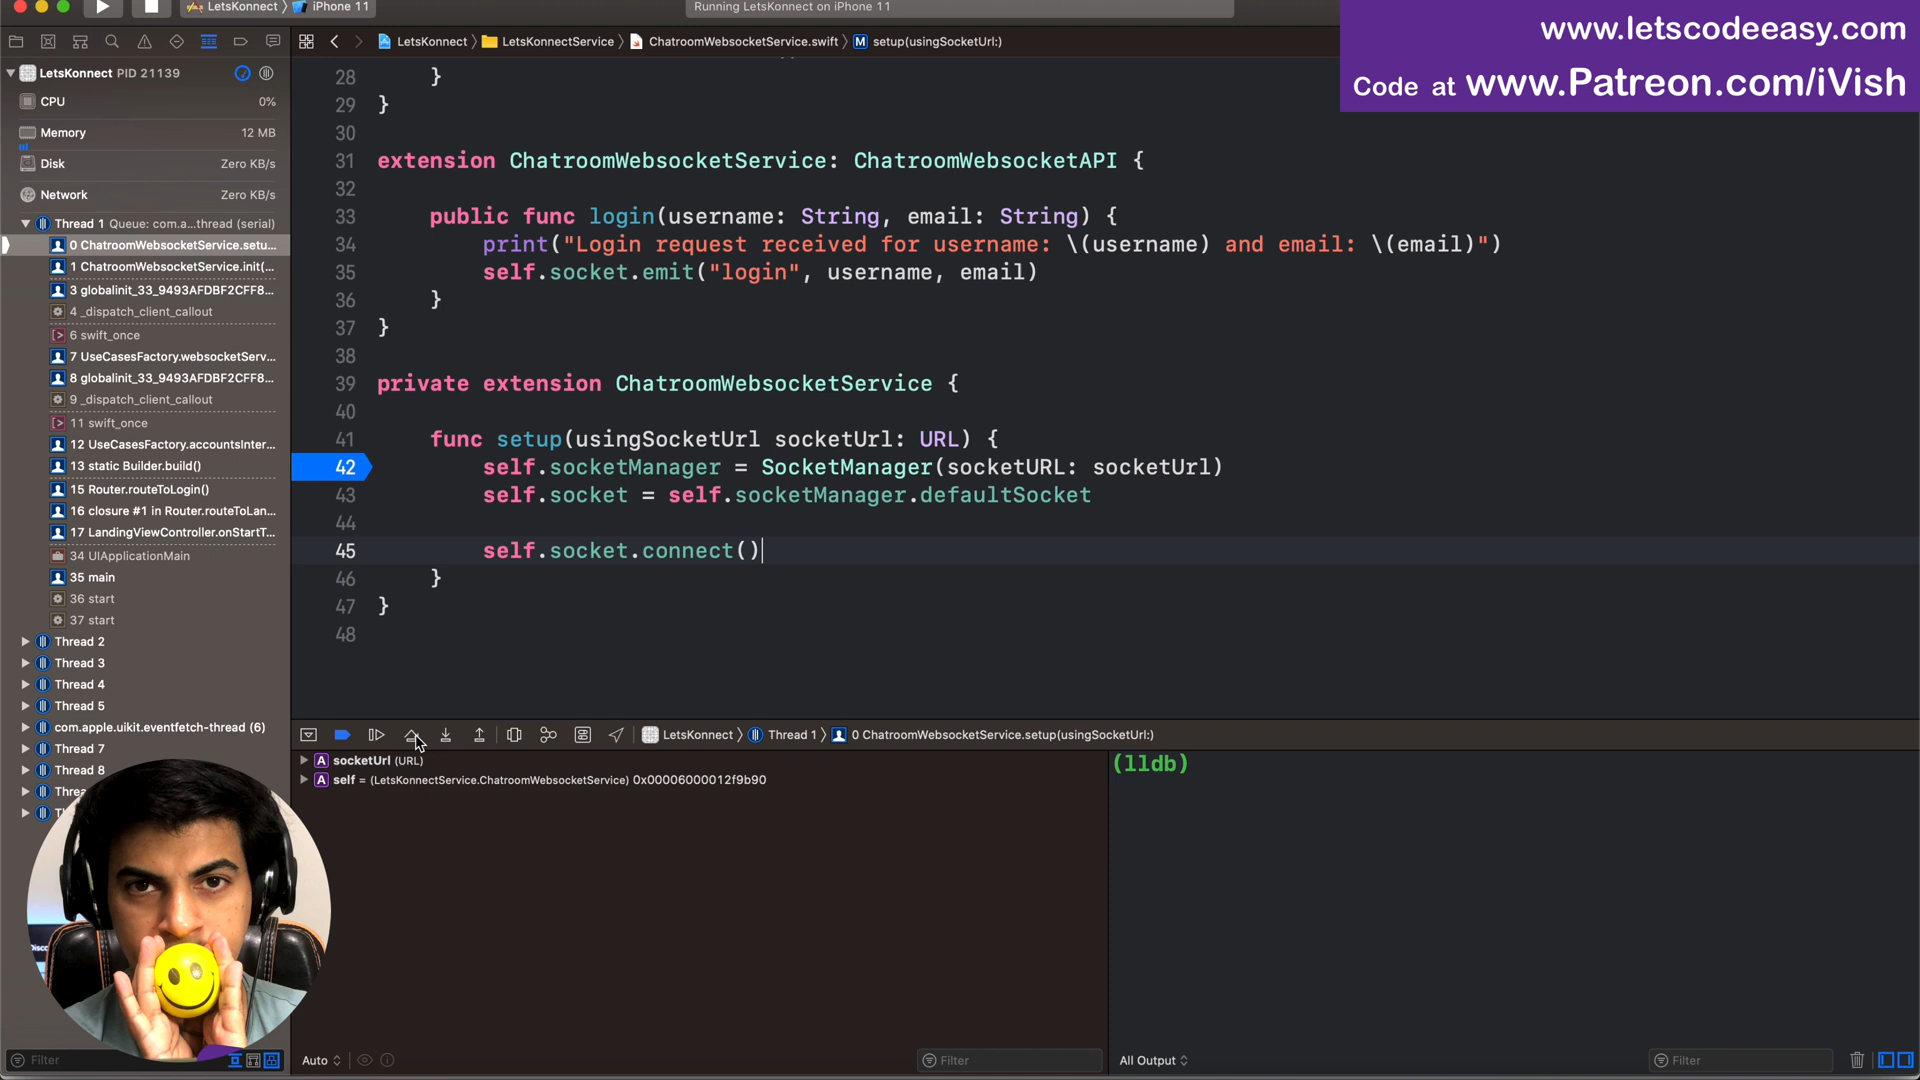 LetsKonnect
iPhone 11
Running LetsKonnect on iPhone 11
www.letscodeeasy.com
Code at www.Patreon.com/iVish
LetsKonnect
LetsKonnectService
ChatroomWebsocketService.swift
M
setup(usingSocketUrl:)
LetsKonnect PID 21139
CPU
0%
Memory
12 MB
Disk
Zero KB/s
Network
Zero KB/s
Thread 1 Queue: com.a...thread (serial)
0 ChatroomWebsocketService.setu...
1 ChatroomWebsocketService.init(...
3 globalinit_33_9493AFDBF2CFF8...
4 _dispatch_client_callout
6 swift_once
7 UseCasesFactory.websocketServ...
8 globalinit_33_9493AFDBF2CFF8...
9 _dispatch_client_callout
11 swift_once
12 UseCasesFactory.accountsInter...
13 static Builder.build()
15 Router.routeToLogin()
16 closure #1 in Router.routeToLan...
17 LandingViewController.onStartT...
34 UIApplicationMain
35 main
36 start
37 start
Thread 2
Thread 3
Thread 4
Thread 5
com.apple.uikit.eventfetch-thread (6)
Thread 7
Thread 8
Filter
28 }
29 }
30
31 extension ChatroomWebsocketService: ChatroomWebsocketAPI {
32
33 public func login(username: String, email: String) {
34 print("Login request received for username: \(username) and email: \(email)")
35 self.socket.emit("login", username, email)
36 }
37 }
38
39 private extension ChatroomWebsocketService {
40
41 func setup(usingSocketUrl socketUrl: URL) {
42 self.socketManager = SocketManager(socketURL: socketUrl)
43 self.socket = self.socketManager.defaultSocket
44
45 self.socket.connect()
46 }
47 }
48
LetsKonnect
Thread 1
0 ChatroomWebsocketService.setup(usingSocketUrl:)
A socketUrl (URL)
A self = (LetsKonnectService.ChatroomWebsocketService) 0x00006000012f9b90
(lldb)
Auto
Filter
All Output
Filter